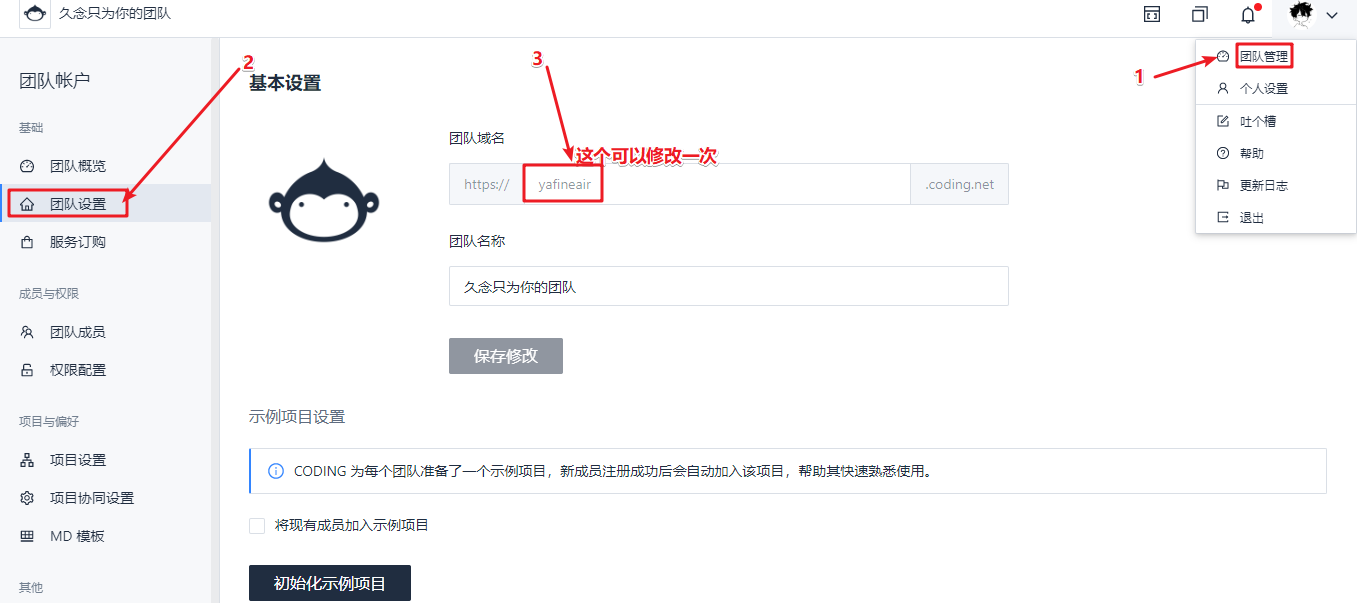 久念只为你的团队
团队帐户
基础
团队概览
团队设置
服务订购
成员与权限
团队成员
权限配置
项目与偏好
项目设置
项目协同设置
MD 模板
其他
2
基本设置
3
团队域名
这个可以修改一次
https:// yafineair .coding.net
团队名称
久念只为你的团队
保存修改
示例项目设置
CODING 为每个团队准备了一个示例项目，新成员注册成功后会自动加入该项目，帮助其快速熟悉使用。
将现有成员加入示例项目
初始化示例项目
1
团队管理
个人设置
吐个槽
帮助
更新日志
退出